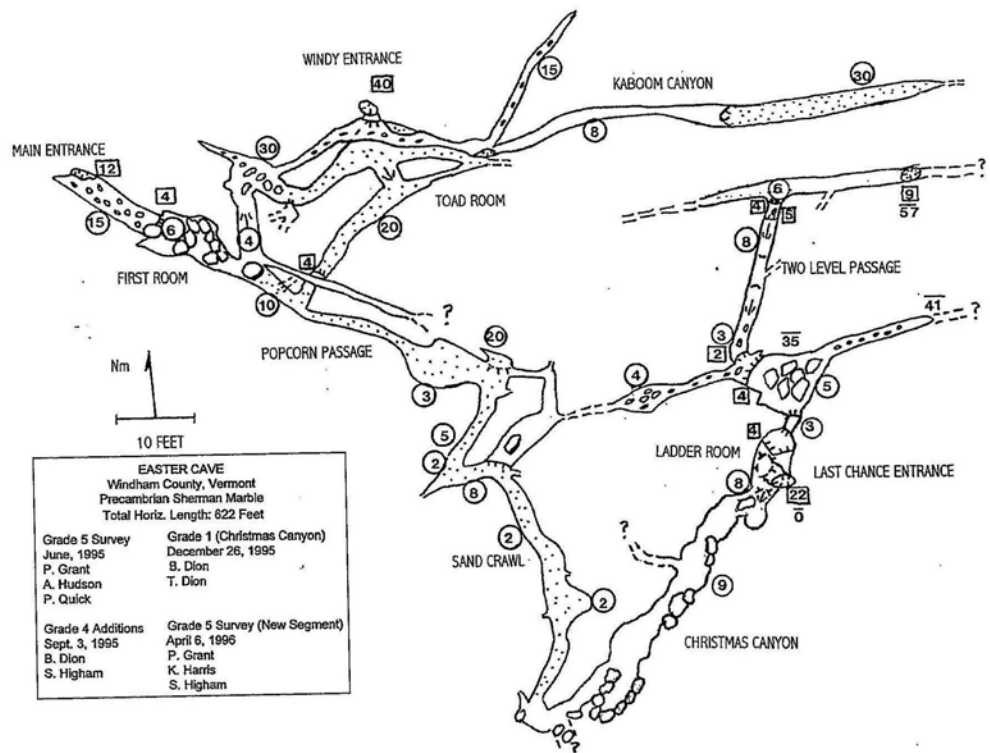 WINDY ENTRANCE
40
15
KABOOM CANYON
30
8
MAIN ENTRANCE
12
30
4
15
6
FIRST ROOM
4
TOAD ROOM
20
4
10
?
POPCORN PASSAGE
6
4
5
9
57
?
8
TWO LEVEL PASSAGE
3
2
35
41
?
Nm
10 FEET
20
3
4
4
5
5
2
8
4
3
LADDER ROOM
LAST CHANCE ENTRANCE
8
22
0
2
SAND CRAWL
?
2
9
CHRISTMAS CANYON
?
EASTER CAVE
Windham County, Vermont
Precambrian Sherman Marble
Total Horiz. Length: 622 Feet
Grade 5 Survey
June, 1995
P. Grant
A. Hudson
P. Quick
Grade 1 (Christmas Canyon)
December 26, 1995
B. Dion
T. Dion
Grade 4 Additions
Sept. 3, 1995
B. Dion
S. Higham
Grade 5 Survey (New Segment)
April 6, 1996
P. Grant
K. Harris
S. Higham